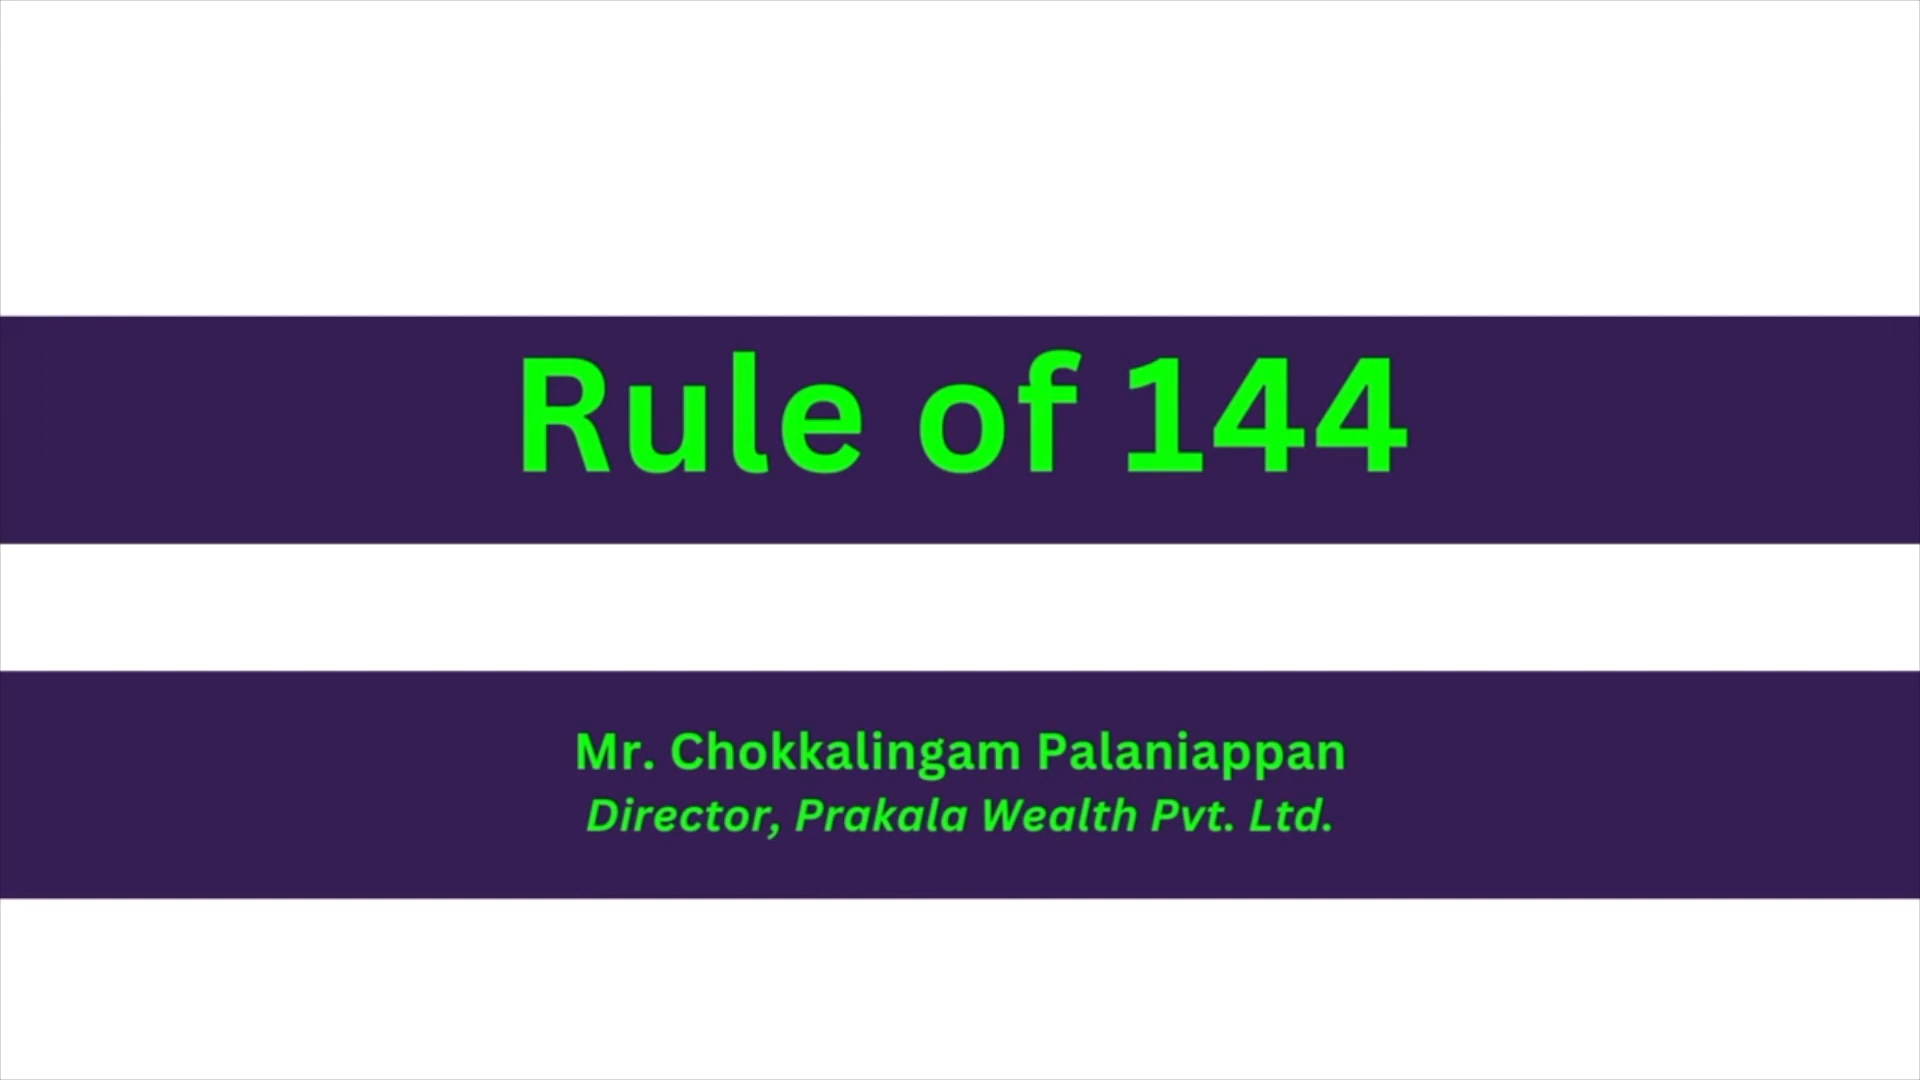 Rule of 144
Mr. Chokkalingam Palaniappan
Director, Prakala Wealth Pvt. Ltd.